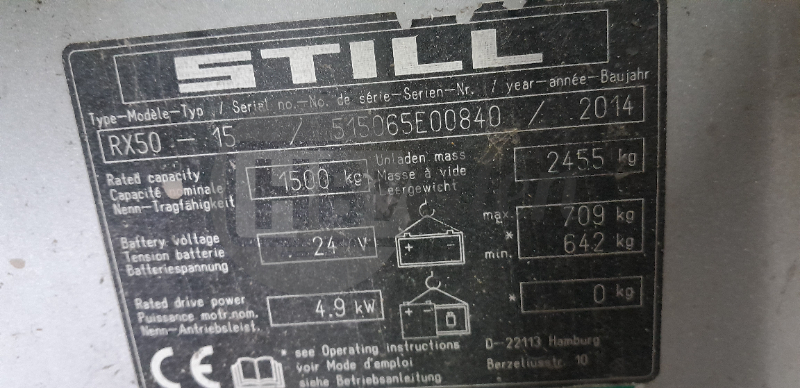 STILL
Type-Modèle-Typ / Serial no.-No. de série-Serien-Nr. / year-année-Baujahr
RX50 - 15 / 515065E00840 / 2014
Rated capacity
Capacité nominale
Nenn-Tragfähigkeit
1500 kg
Unladen mass
Masse à vide
Leergewicht
2455 kg
Battery voltage
Tension batterie
Batteriespannung
24 V
+ -
max. 709 kg
*
min. 642 kg
Rated drive power
Puissance motr.nom.
Nenn-Antriebsleist.
4.9 kW
+ -
* 0 kg
CE
* see Operating instructions
voir Mode d'emploi
siehe Betriebsanleitung
D-22113 Hamburg
Berzeliusstr. 10